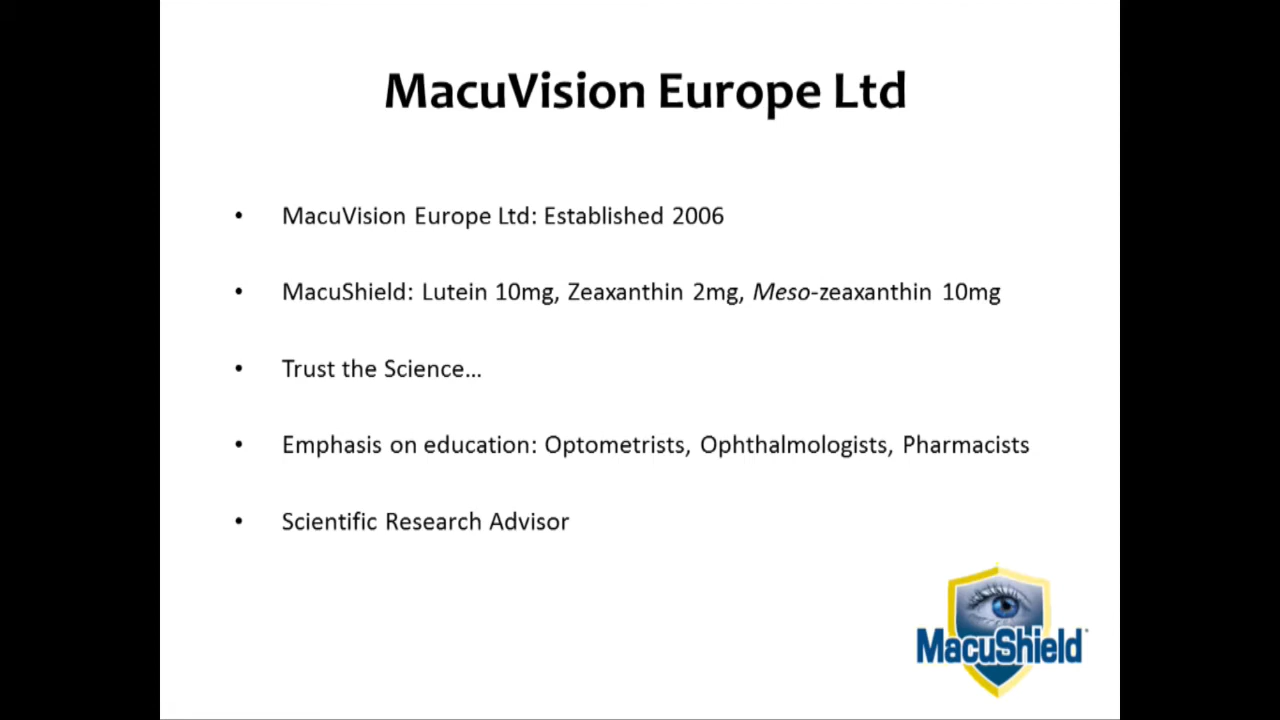 MacuVision Europe Ltd
• MacuVision Europe Ltd: Established 2006
• MacuShield: Lutein 10mg, Zeaxanthin 2mg, Meso-zeaxanthin 10mg
• Trust the Science...
• Emphasis on education: Optometrists, Ophthalmologists, Pharmacists
• Scientific Research Advisor
MacuShield